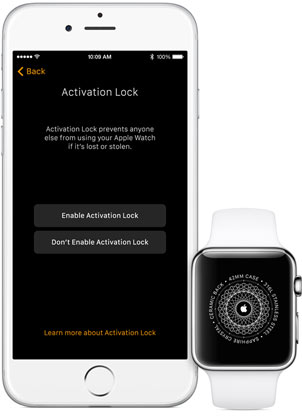 10:09 AM
100%
Back
Activation Lock
Activation Lock prevents anyone
else from using your Apple Watch
if it's lost or stolen.
Enable Activation Lock
Don't Enable Activation Lock
Learn more about Activation Lock
• 42MM CASE • 316L STAINLESS STEEL • SAPPHIRE CRYSTAL • CERAMIC BACK